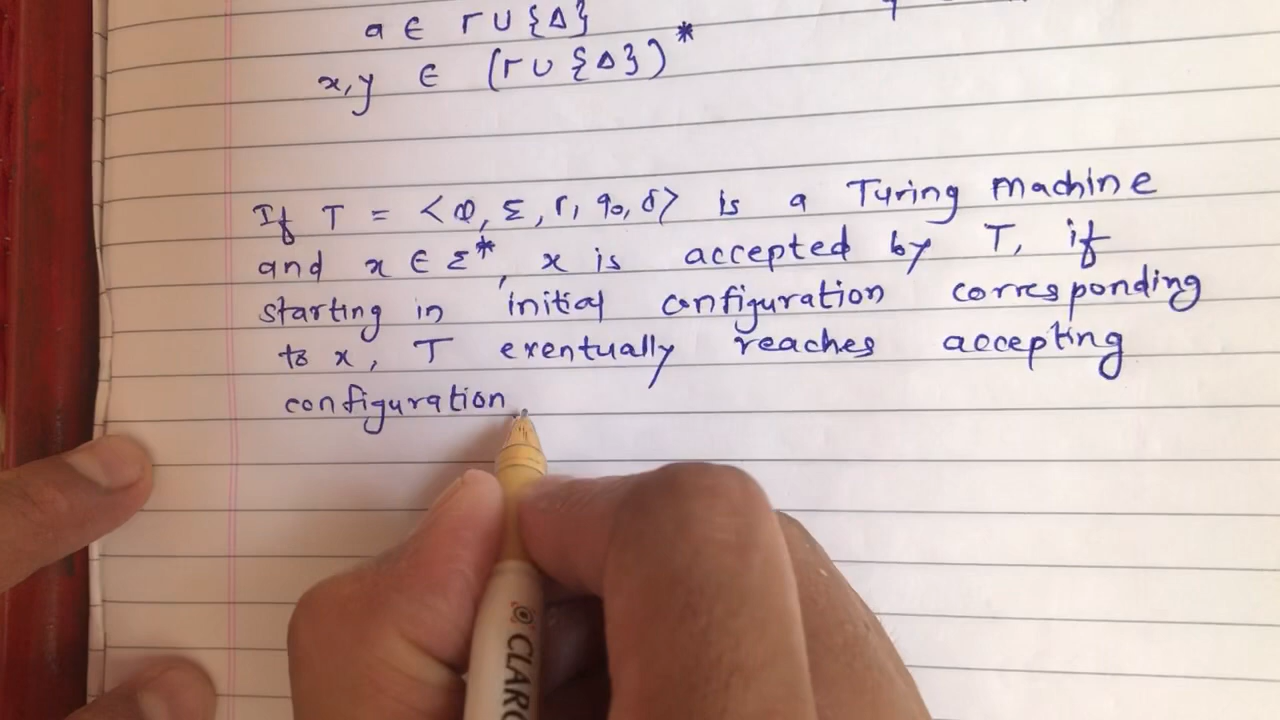 a ∈ Γ ∪ {Δ}
x, y ∈ (Γ ∪ {Δ})*
If T = <Q, Σ, Γ, q0, δ> is a Turing machine
and x ∈ Σ*, x is accepted by T, if
starting in initial configuration corresponding
to x, T eventually reaches accepting
configuration.
CLARO